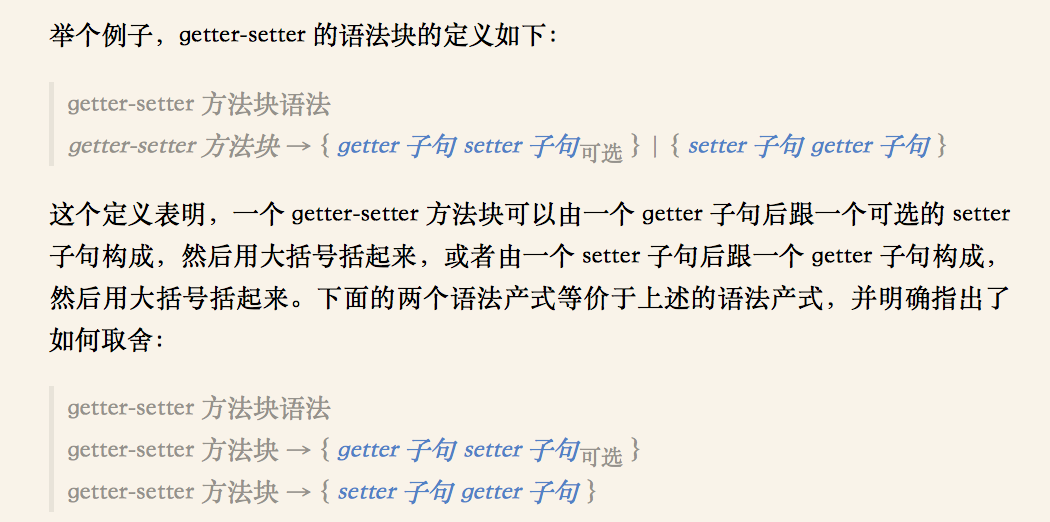 举个例子，getter-setter 的语法块的定义如下：
getter-setter 方法块语法
getter-setter 方法块 → { getter 子句 setter 子句可选 } | { setter 子句 getter 子句 }
这个定义表明，一个 getter-setter 方法块可以由一个 getter 子句后跟一个可选的 setter
子句构成，然后用大括号括起来，或者由一个 setter 子句后跟一个 getter 子句构成，
然后用大括号括起来。下面的两个语法产式等价于上述的语法产式，并明确指出了
如何取舍：
getter-setter 方法块语法
getter-setter 方法块 → { getter 子句 setter 子句可选 }
getter-setter 方法块 → { setter 子句 getter 子句 }